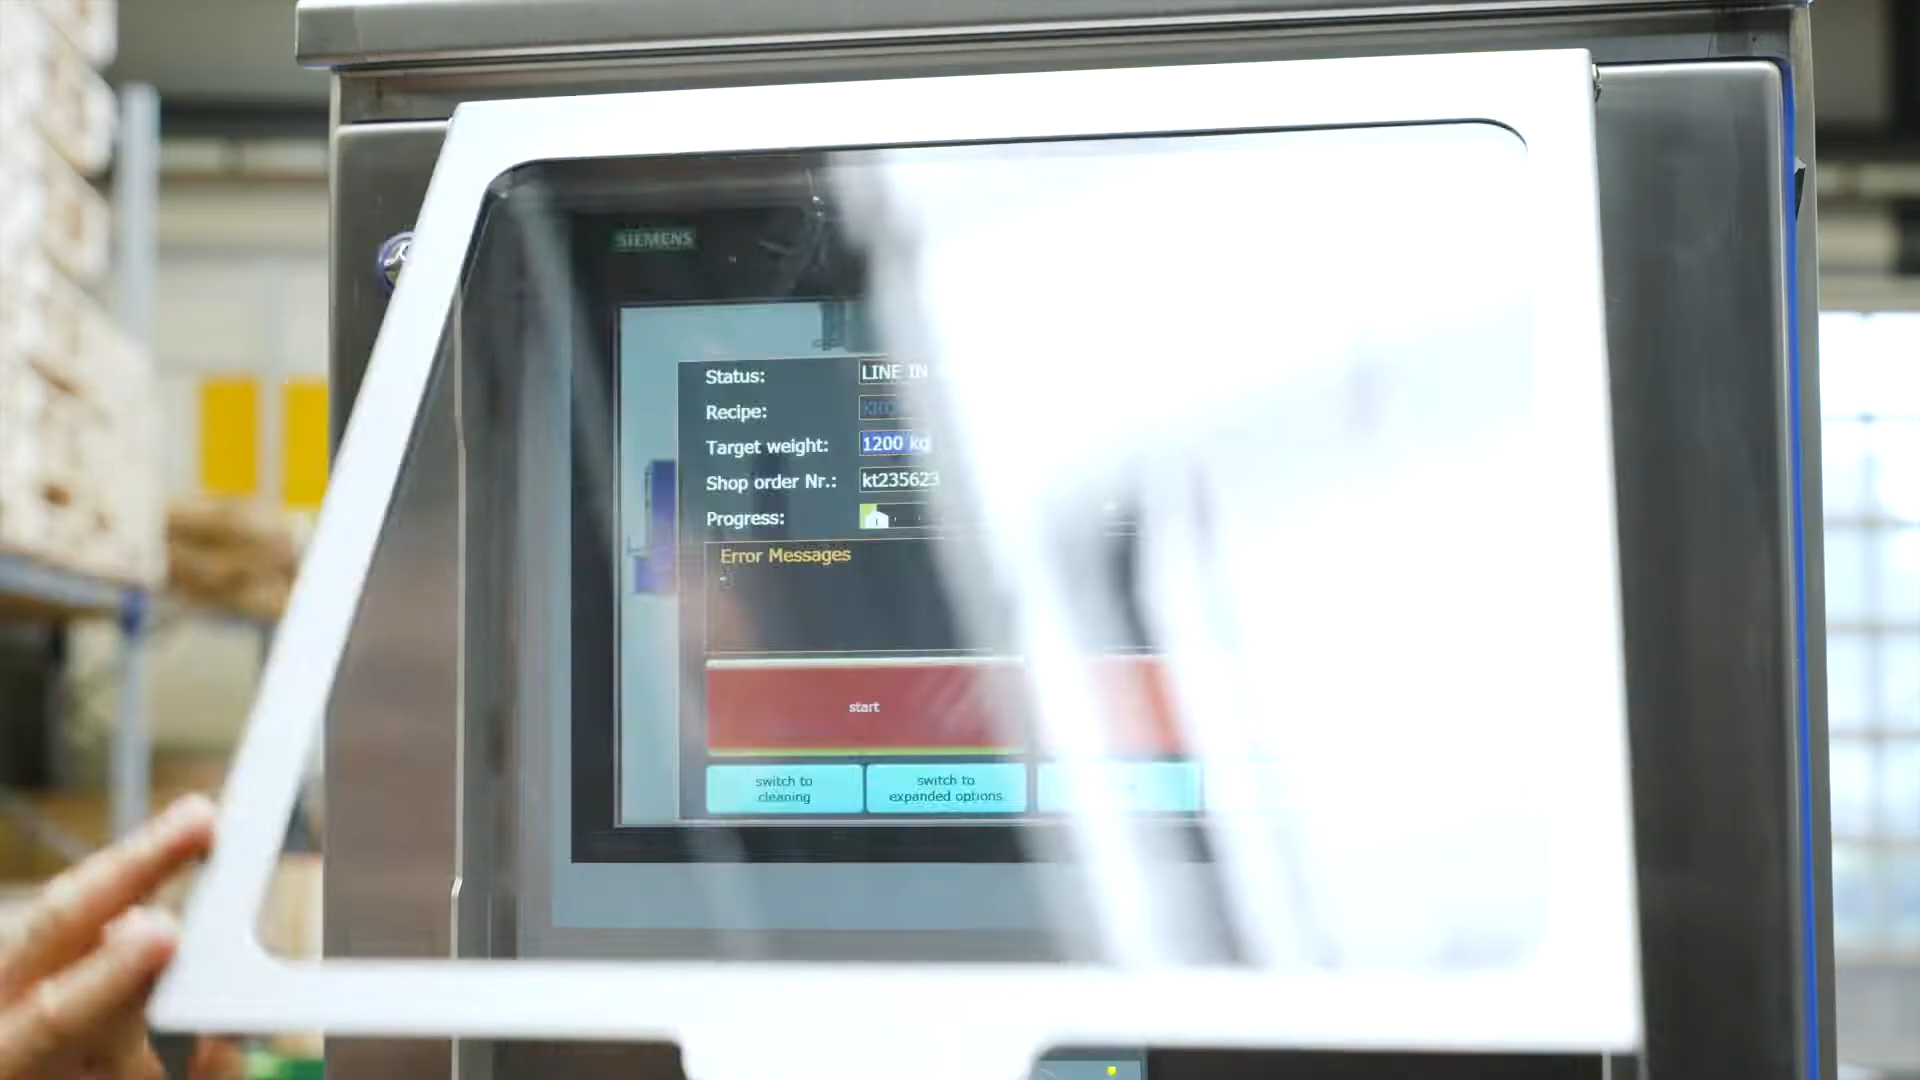 SIEMENS
Status: LINE IN
Recipe:
Target weight: 1200 kg
Shop order Nr.: kt235623
Progress:
Error Messages
-
start
switch to cleaning
switch to expanded options